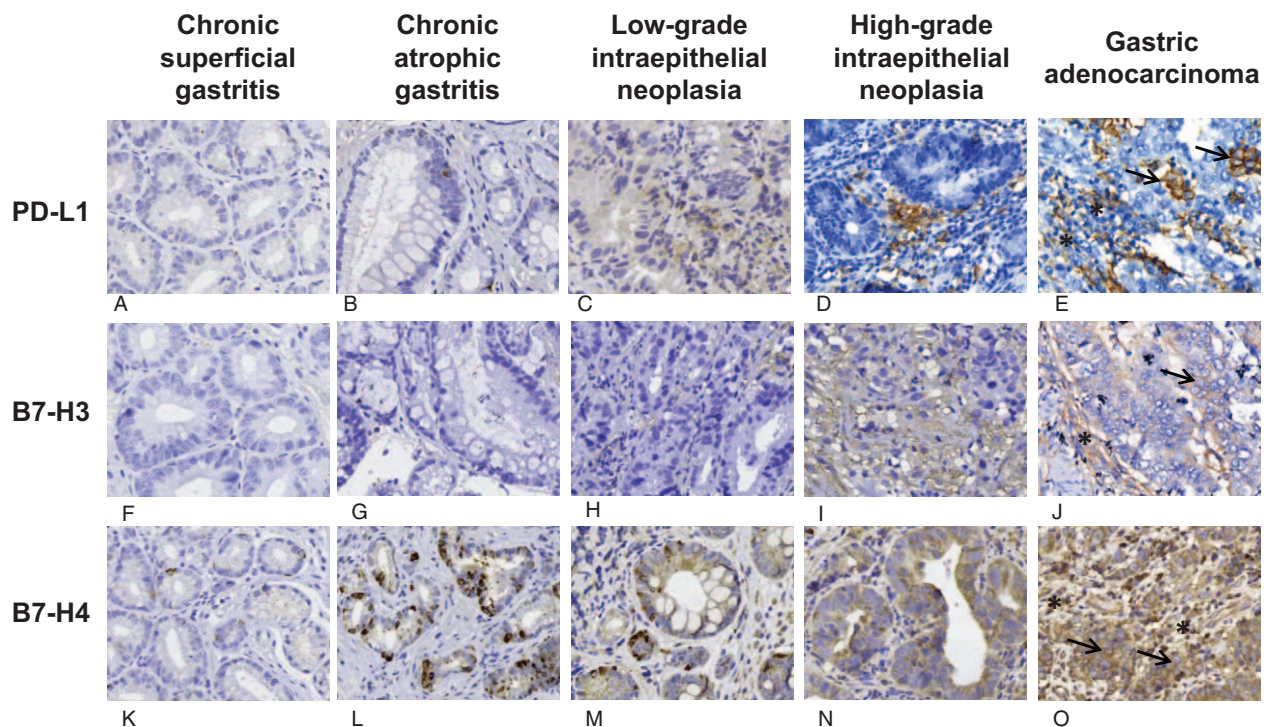 Chronic
superficial
gastritis
Chronic
atrophic
gastritis
Low-grade
intraepithelial
neoplasia
High-grade
intraepithelial
neoplasia
Gastric
adenocarcinoma
PD-L1
A
B
C
D
* *
E
B7-H3
F
G
H
I
*
J
B7-H4
K
L
M
N
* *
O